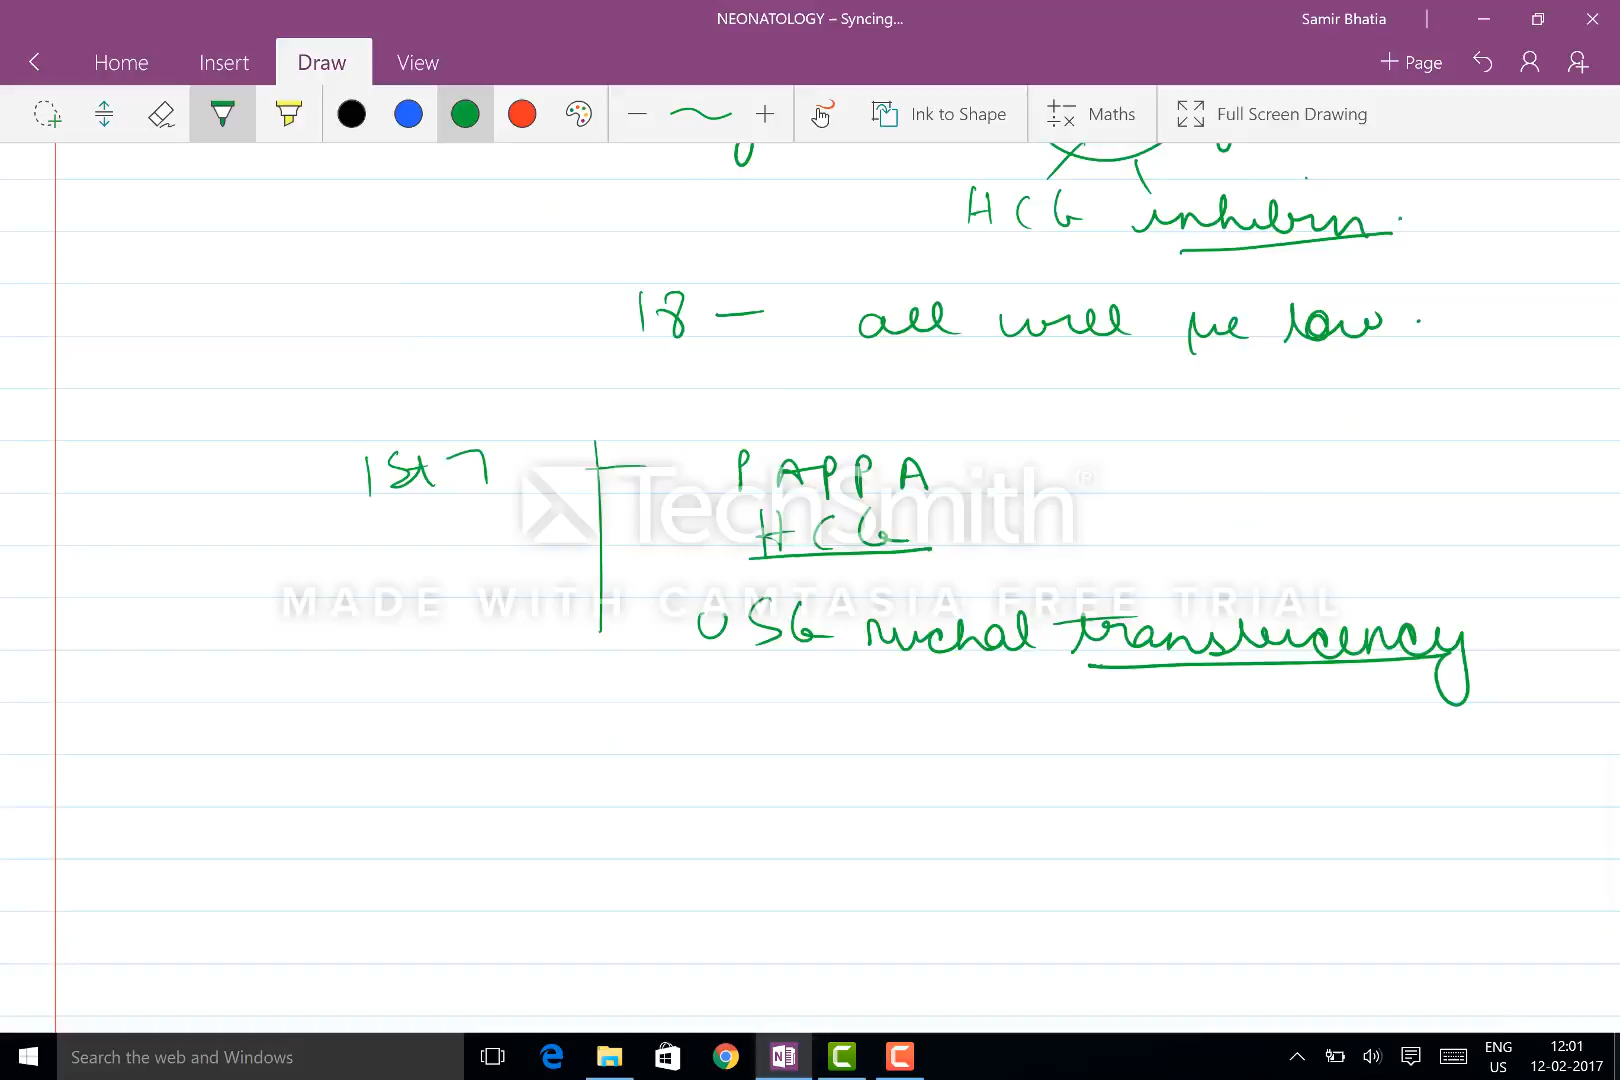 NEONATOLOGY – Syncing...
Samir Bhatia
Home Insert Draw View
Page
Ink to Shape Maths Full Screen Drawing
HCG inhibin.
18 — all will be low.
1st T PAPPA
HCG
USG nuchal translucency
TechSmith®
MADE WITH CAMTASIA FREE TRIAL
Search the web and Windows
ENG
US
12:01
12-02-2017